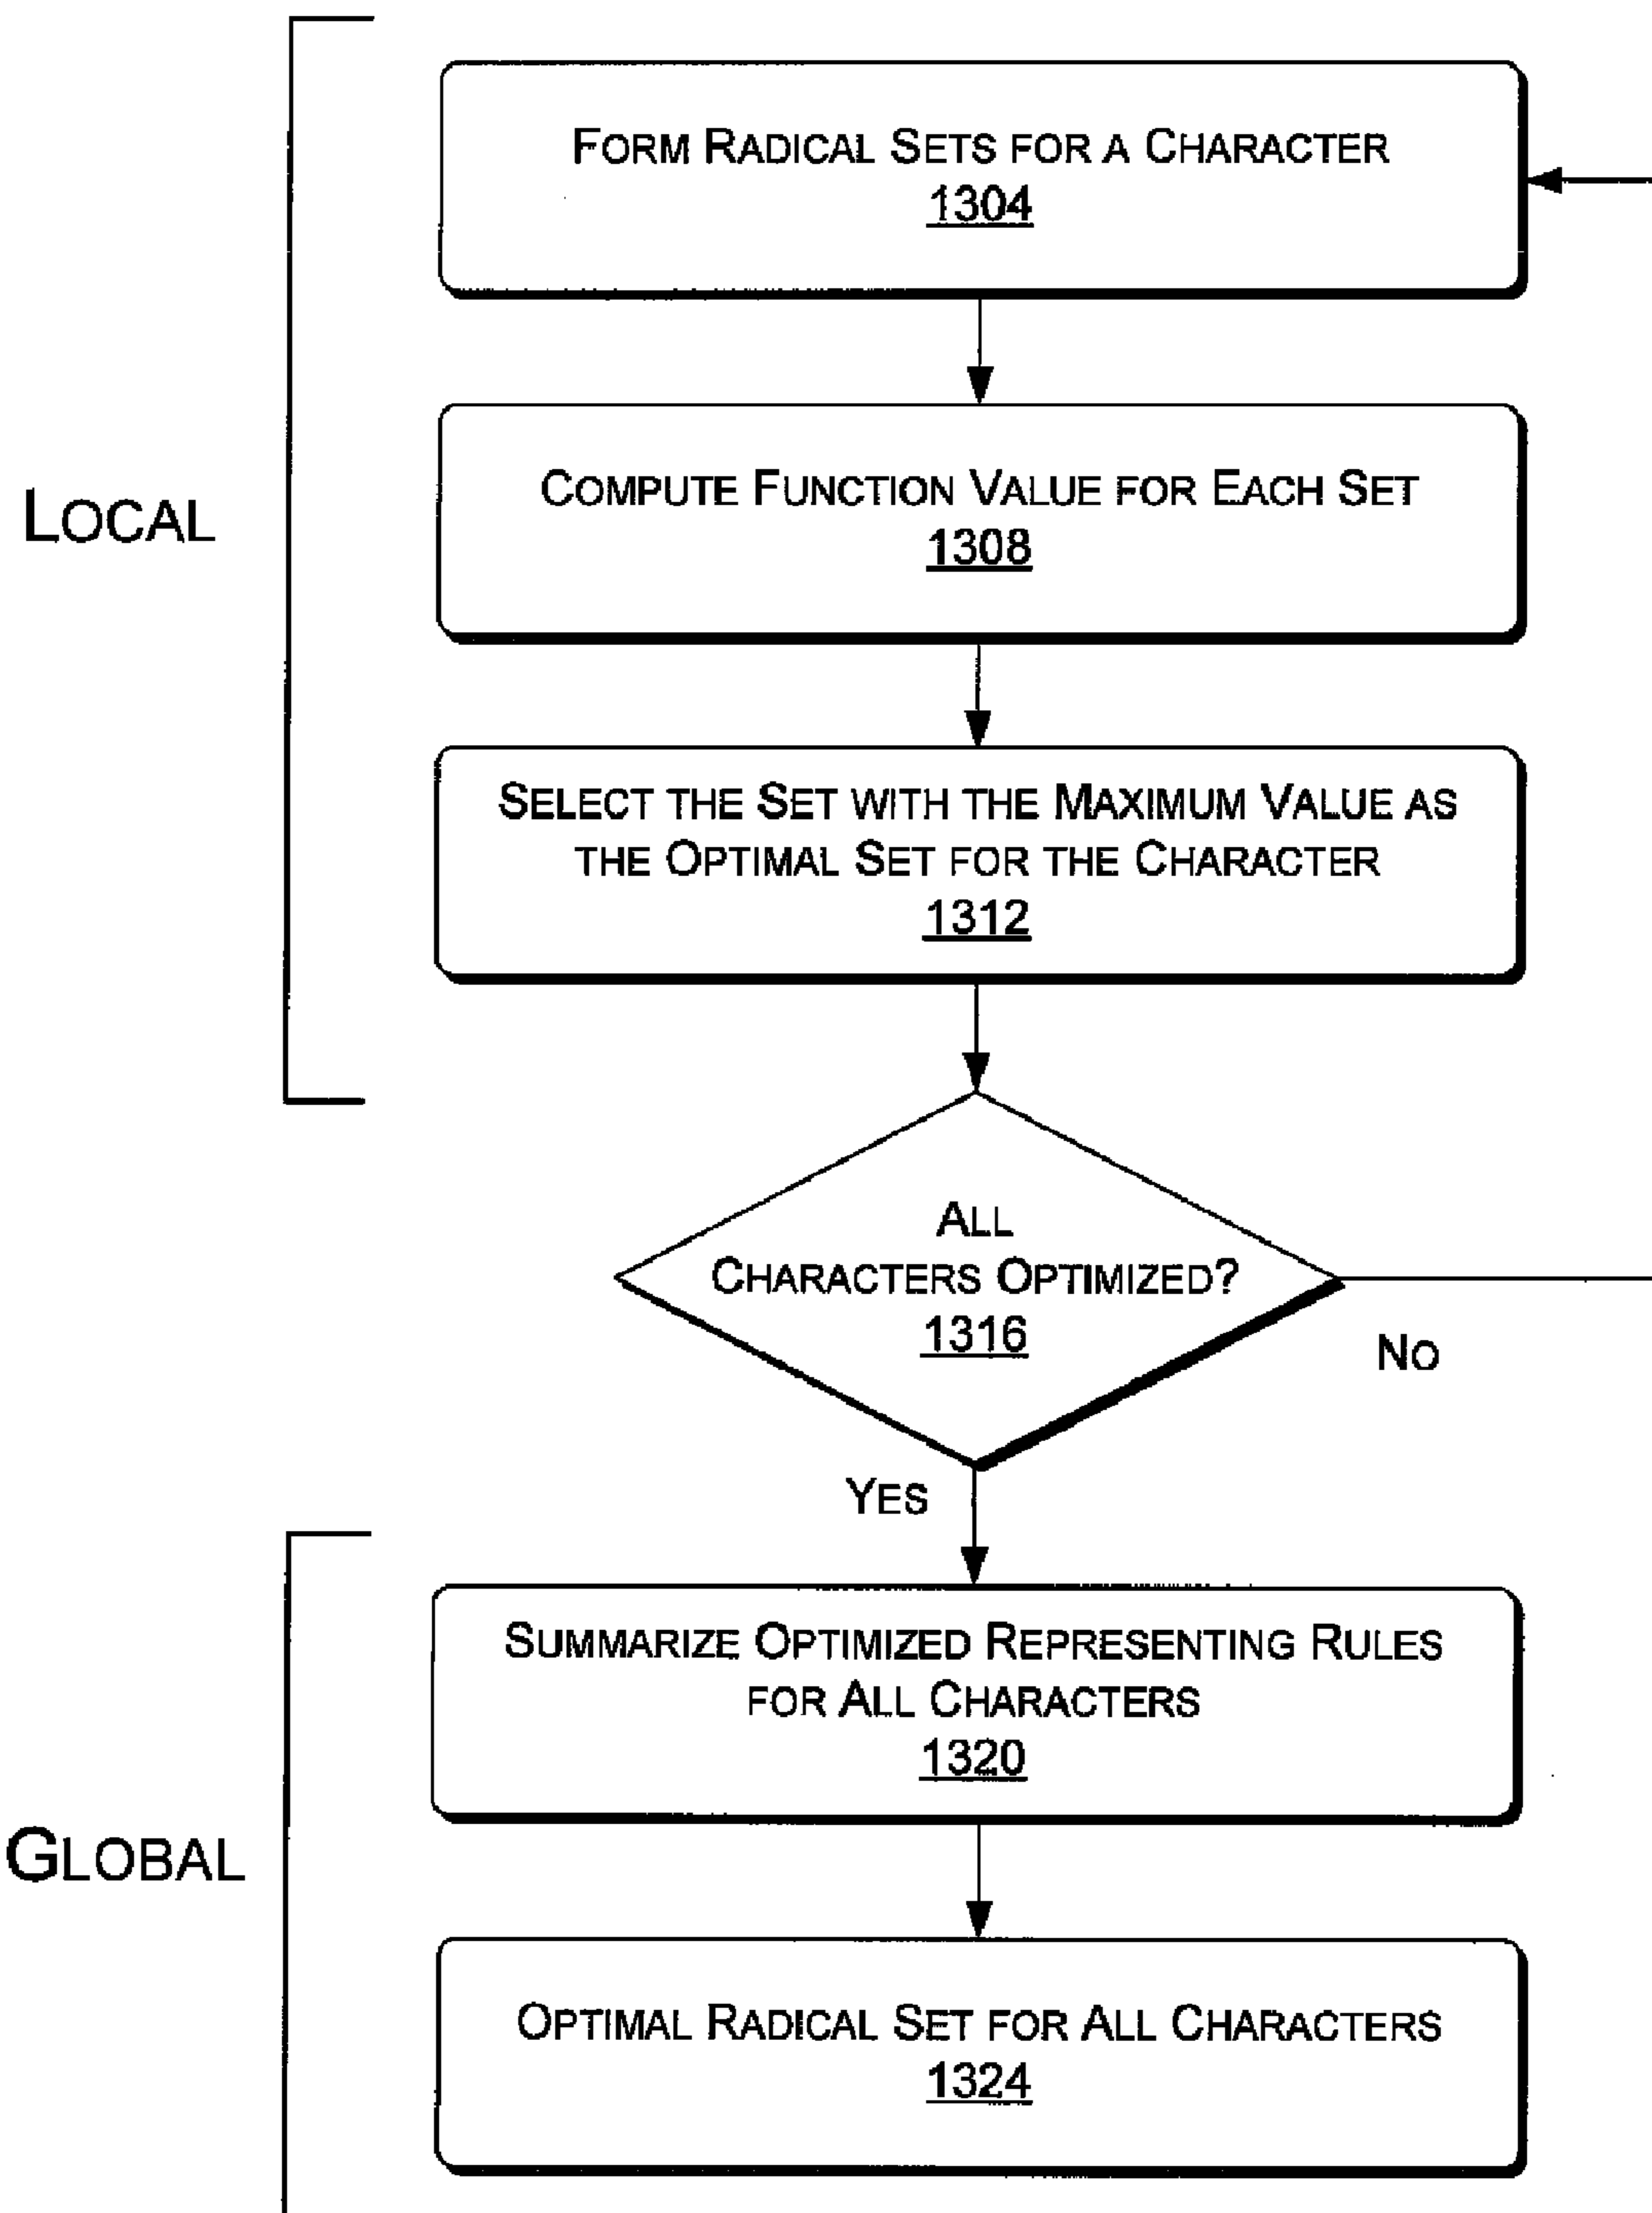 FORM RADICAL SETS FOR A CHARACTER
1304
COMPUTE FUNCTION VALUE FOR EACH SET
1308
LOCAL
SELECT THE SET WITH THE MAXIMUM VALUE AS
THE OPTIMAL SET FOR THE CHARACTER
1312
ALL
CHARACTERS OPTIMIZED?
1316
NO
YES
SUMMARIZE OPTIMIZED REPRESENTING RULES
FOR ALL CHARACTERS
1320
GLOBAL
OPTIMAL RADICAL SET FOR ALL CHARACTERS
1324